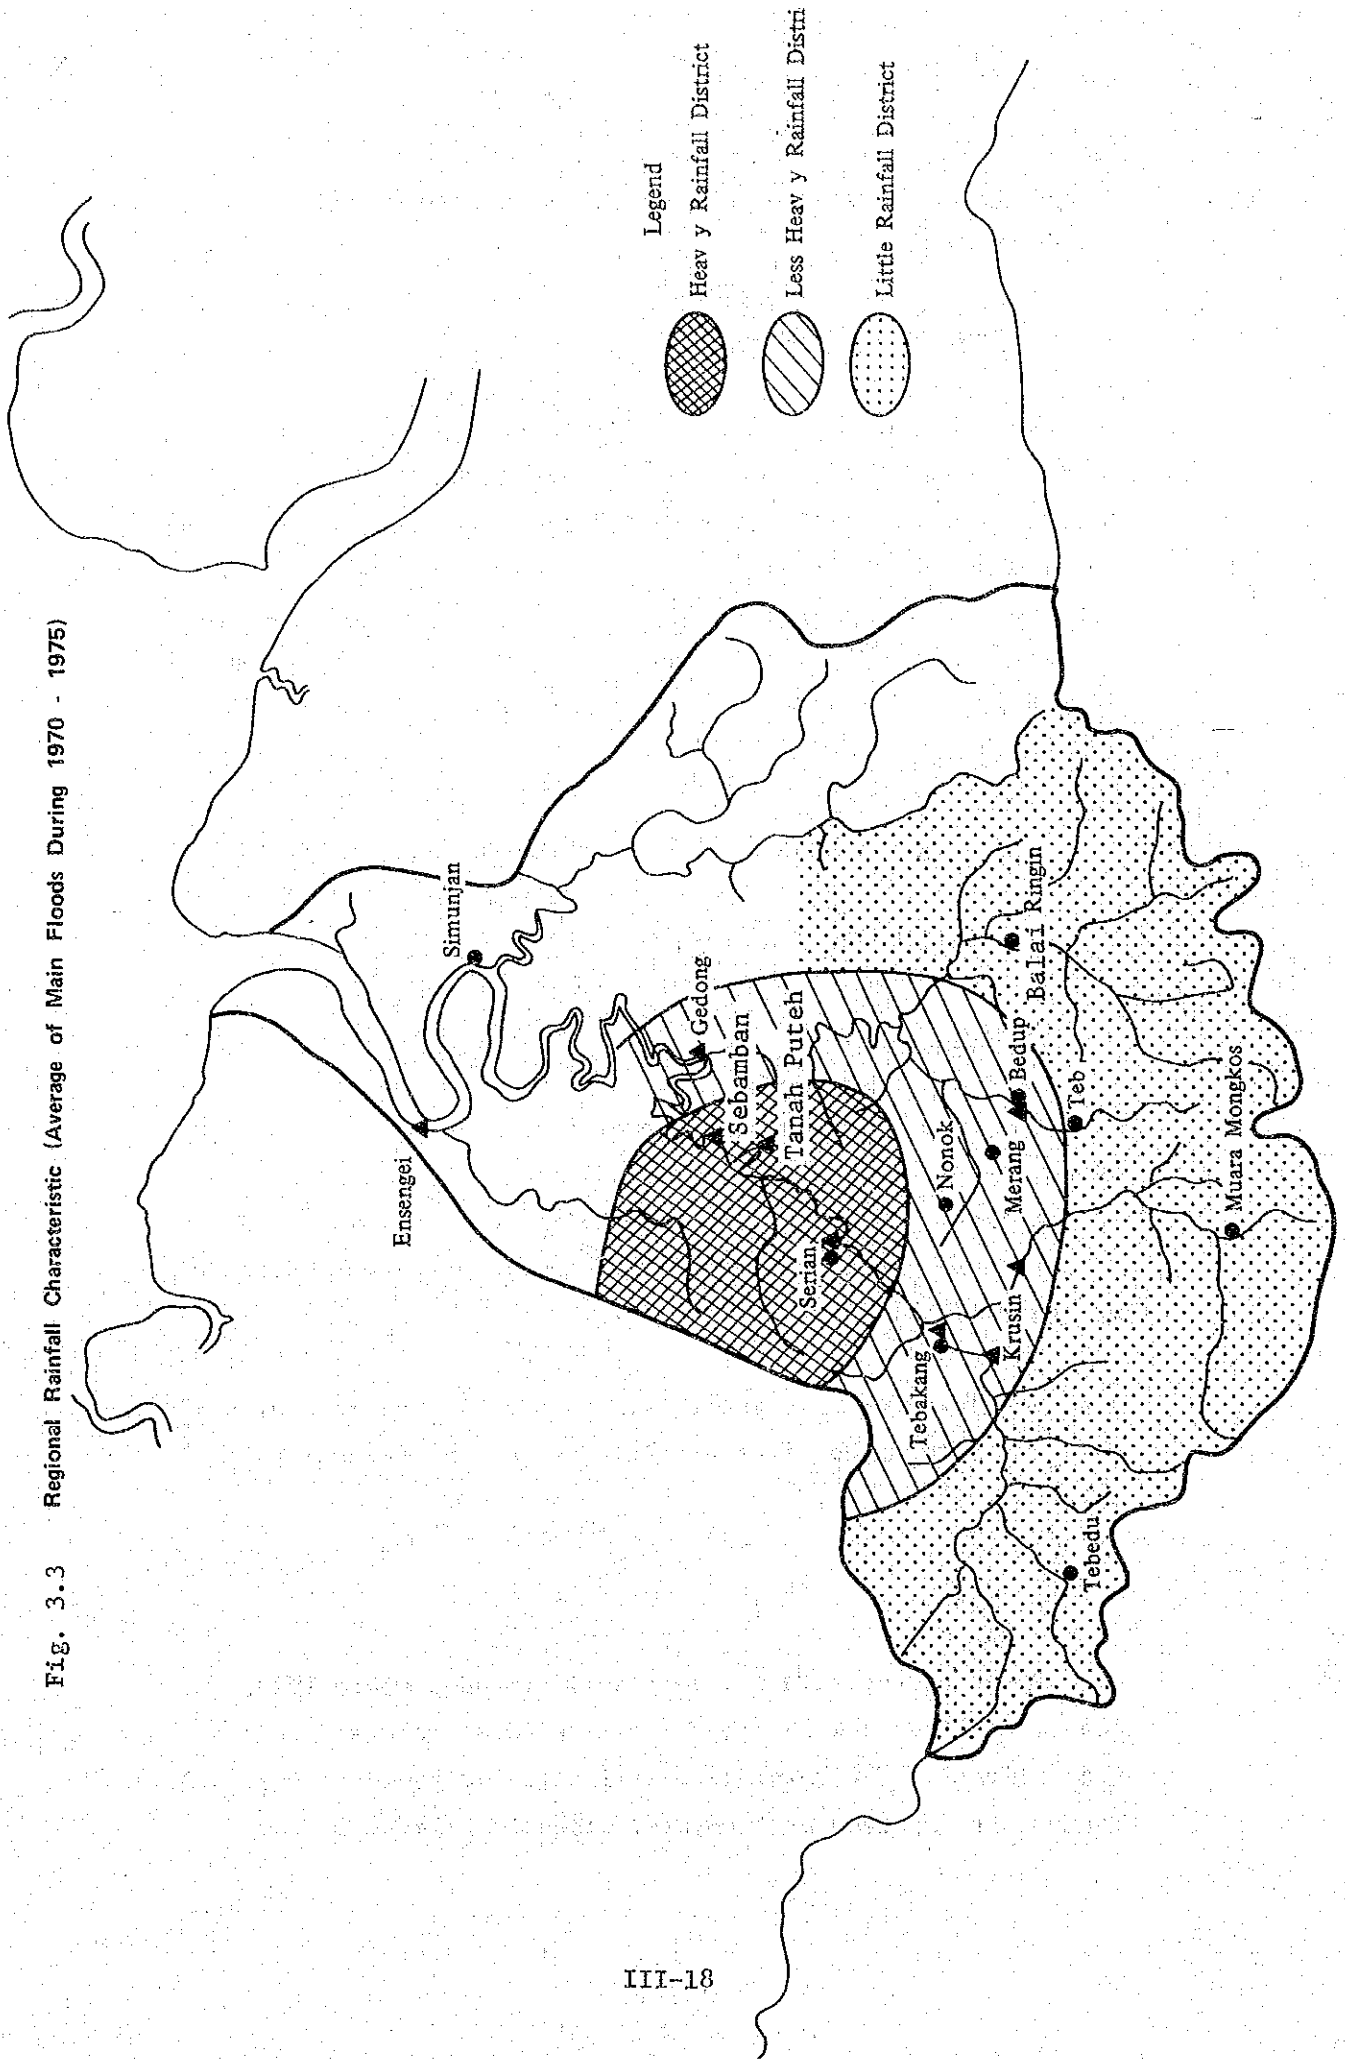 Fig. 3.3 Regional Rainfall Characteristic (Average of Main Floods During 1970 - 1975)
Legend
Heav y Rainfall District
Less Heav y Rainfall Distri
Little Rainfall District
Simunjan
Ensengei
Gedong
Sebamban
Tanah Puteh
Serian
Nonok
Merang
Bedup
Balai Ringin
Teb
Tebakang
Krusin
Muara Mongkos
Tebedu
III-18